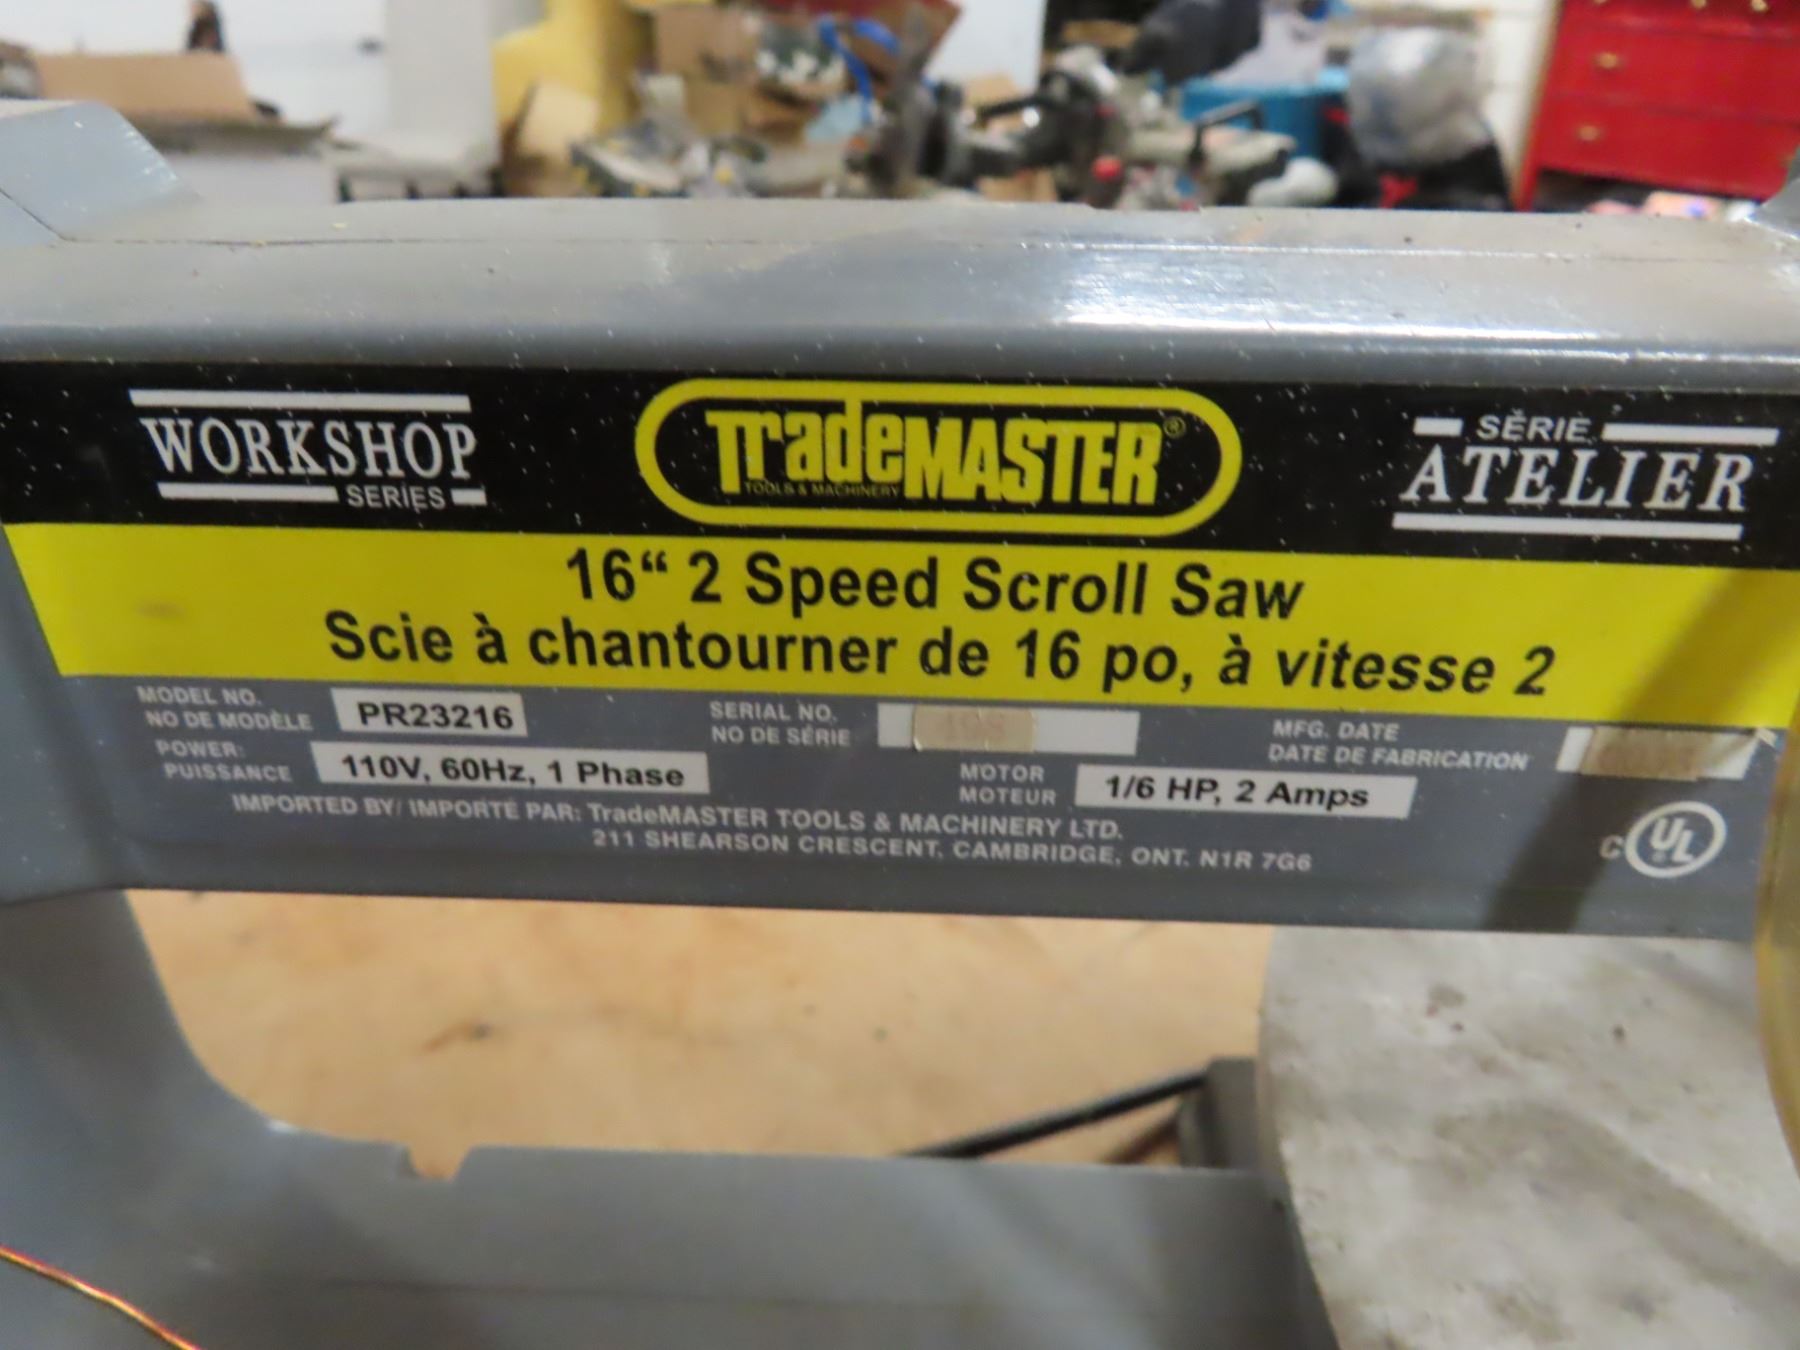 WORKSHOP
SERIES
TradeMASTER®
TOOLS & MACHINERY
SÉRIE
ATELIER
16“ 2 Speed Scroll Saw
Scie à chantourner de 16 po, à vitesse 2
MODEL NO.
NO DE MODÈLE
PR23216
SERIAL NO.
NO DE SÉRIE
MFG. DATE
DATE DE FABRICATION
POWER:
PUISSANCE
110V, 60Hz, 1 Phase
MOTOR
MOTEUR
1/6 HP, 2 Amps
IMPORTED BY/ IMPORTÉ PAR: TradeMASTER TOOLS & MACHINERY LTD.
211 SHEARSON CRESCENT, CAMBRIDGE, ONT. N1R 7G6
C UL ®